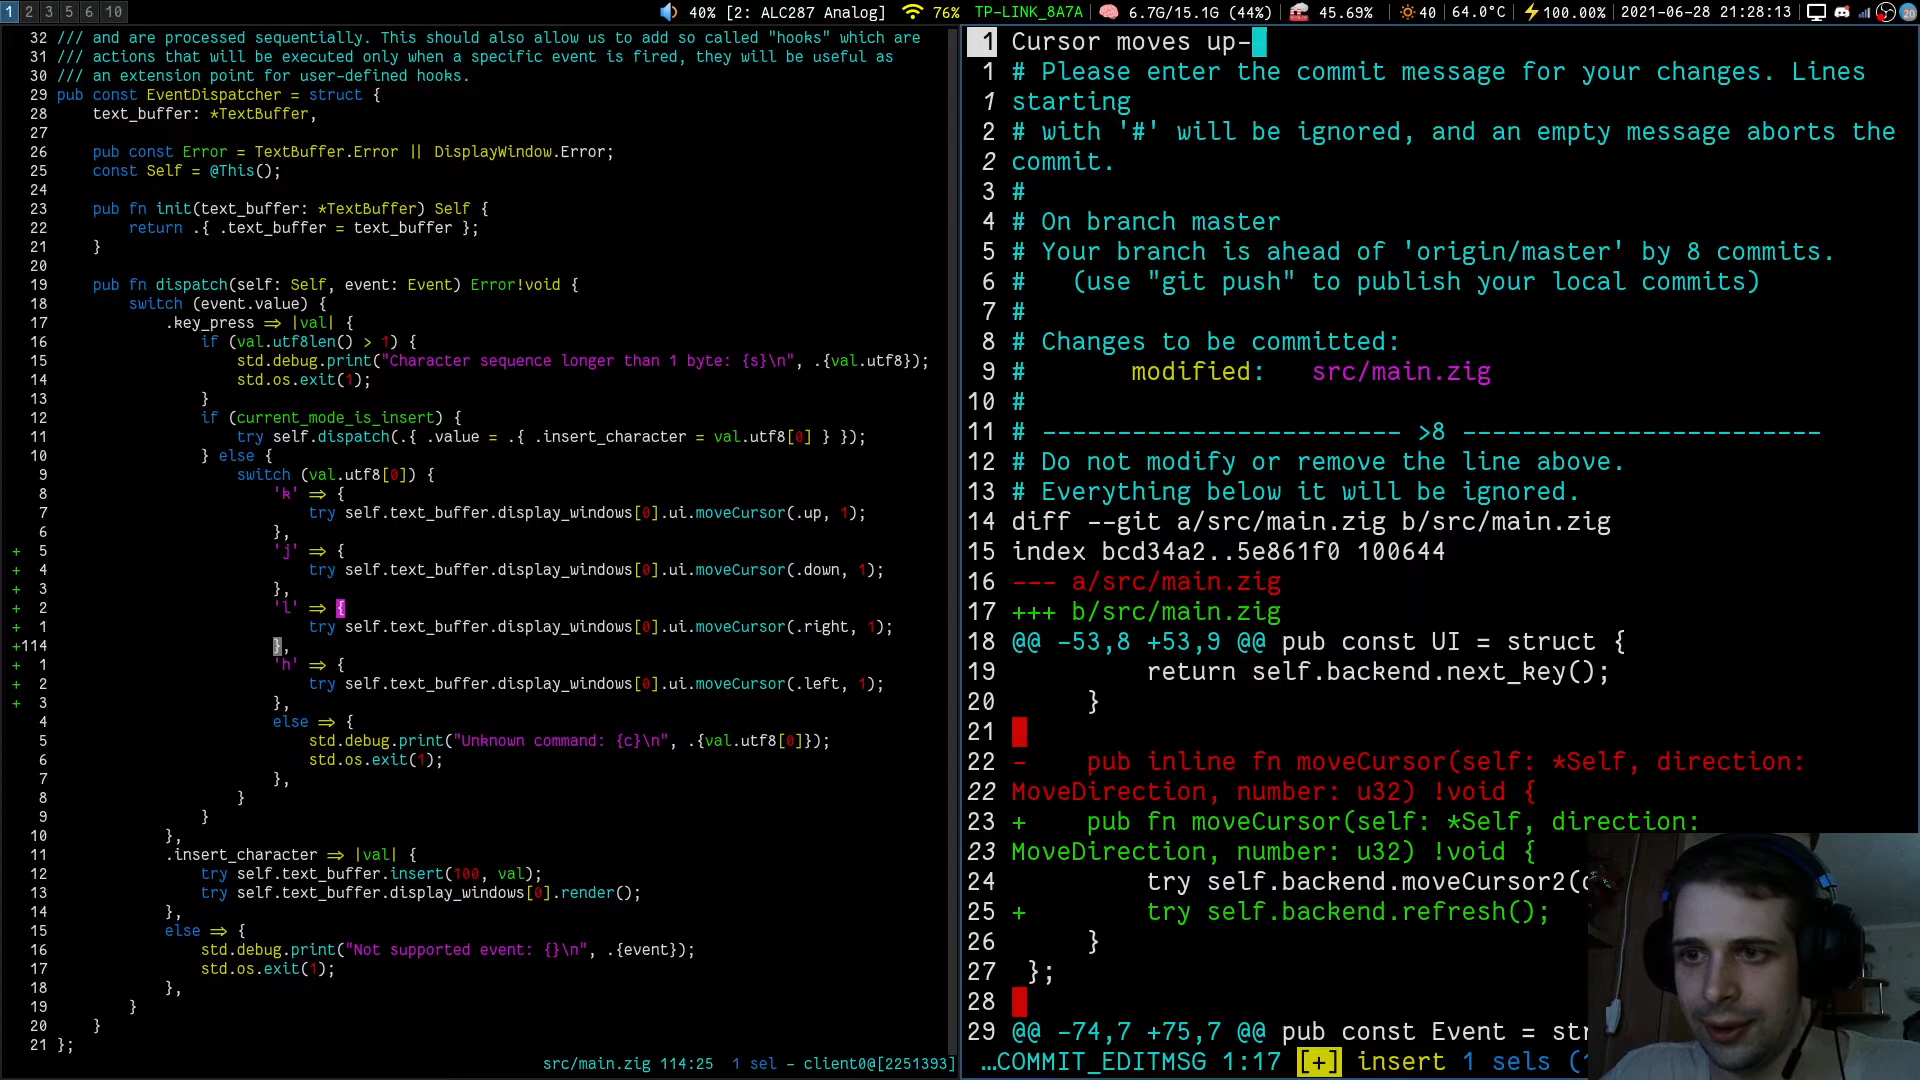 1 2 3 5 6 10 40% [2: ALC287 Analog] 76% TP-LINK_8A7A 6.7G/15.1G (44%) 45.69% 40 64.0°C 100.00% 2021-06-28 21:28:13 20
32 /// and are processed sequentially. This should also allow us to add so called "hooks" which are
31 /// actions that will be executed only when a specific event is fired, they will be useful as
30 /// an extension point for user-defined hooks.
29 pub const EventDispatcher = struct {
28     text_buffer: *TextBuffer,
27
26     pub const Error = TextBuffer.Error || DisplayWindow.Error;
25     const Self = @This();
24
23     pub fn init(text_buffer: *TextBuffer) Self {
22         return .{ .text_buffer = text_buffer };
21     }
20
19     pub fn dispatch(self: Self, event: Event) Error!void {
18         switch (event.value) {
17             .key_press => |val| {
16                 if (val.utf8len() > 1) {
15                     std.debug.print("Character sequence longer than 1 byte: {s}\n", .{val.utf8});
14                     std.os.exit(1);
13                 }
12                 if (current_mode_is_insert) {
11                     try self.dispatch(.{ .value = .{ .insert_character = val.utf8[0] } });
10                 } else {
9                     switch (val.utf8[0]) {
8                         'k' => {
7                             try self.text_buffer.display_windows[0].ui.moveCursor(.up, 1);
6                         },
+ 5                         'j' => {
+ 4                             try self.text_buffer.display_windows[0].ui.moveCursor(.down, 1);
+ 3                         },
+ 2                         'l' => {
+ 1                             try self.text_buffer.display_windows[0].ui.moveCursor(.right, 1);
+114                         },
+ 1                         'h' => {
+ 2                             try self.text_buffer.display_windows[0].ui.moveCursor(.left, 1);
+ 3                         },
4                         else => {
5                             std.debug.print("Unknown command: {c}\n", .{val.utf8[0]});
6                             std.os.exit(1);
7                         },
8                     }
9                 }
10             },
11             .insert_character => |val| {
12                 try self.text_buffer.insert(100, val);
13                 try self.text_buffer.display_windows[0].render();
14             },
15             else => {
16                 std.debug.print("Not supported event: {}\n", .{event});
17                 std.os.exit(1);
18             },
19         }
20     }
21 };
src/main.zig 114:25 1 sel - client0@[2251393]
1 Cursor moves up-
1 # Please enter the commit message for your changes. Lines
1 starting
2 # with '#' will be ignored, and an empty message aborts the
2 commit.
3 #
4 # On branch master
5 # Your branch is ahead of 'origin/master' by 8 commits.
6 #   (use "git push" to publish your local commits)
7 #
8 # Changes to be committed:
9 #       modified:   src/main.zig
10 #
11 # ------------------------ >8 ------------------------
12 # Do not modify or remove the line above.
13 # Everything below it will be ignored.
14 diff --git a/src/main.zig b/src/main.zig
15 index bcd34a2..5e861f0 100644
16 --- a/src/main.zig
17 +++ b/src/main.zig
18 @@ -53,8 +53,9 @@ pub const UI = struct {
19         return self.backend.next_key();
20     }
21
22 -    pub inline fn moveCursor(self: *Self, direction:
22 MoveDirection, number: u32) !void {
23 +    pub fn moveCursor(self: *Self, direction:
23 MoveDirection, number: u32) !void {
24         try self.backend.moveCursor2(
25 +        try self.backend.refresh();
26     }
27 };
28
29 @@ -74,7 +75,7 @@ pub const Event = str
…COMMIT_EDITMSG 1:17 [+] insert 1 sels (